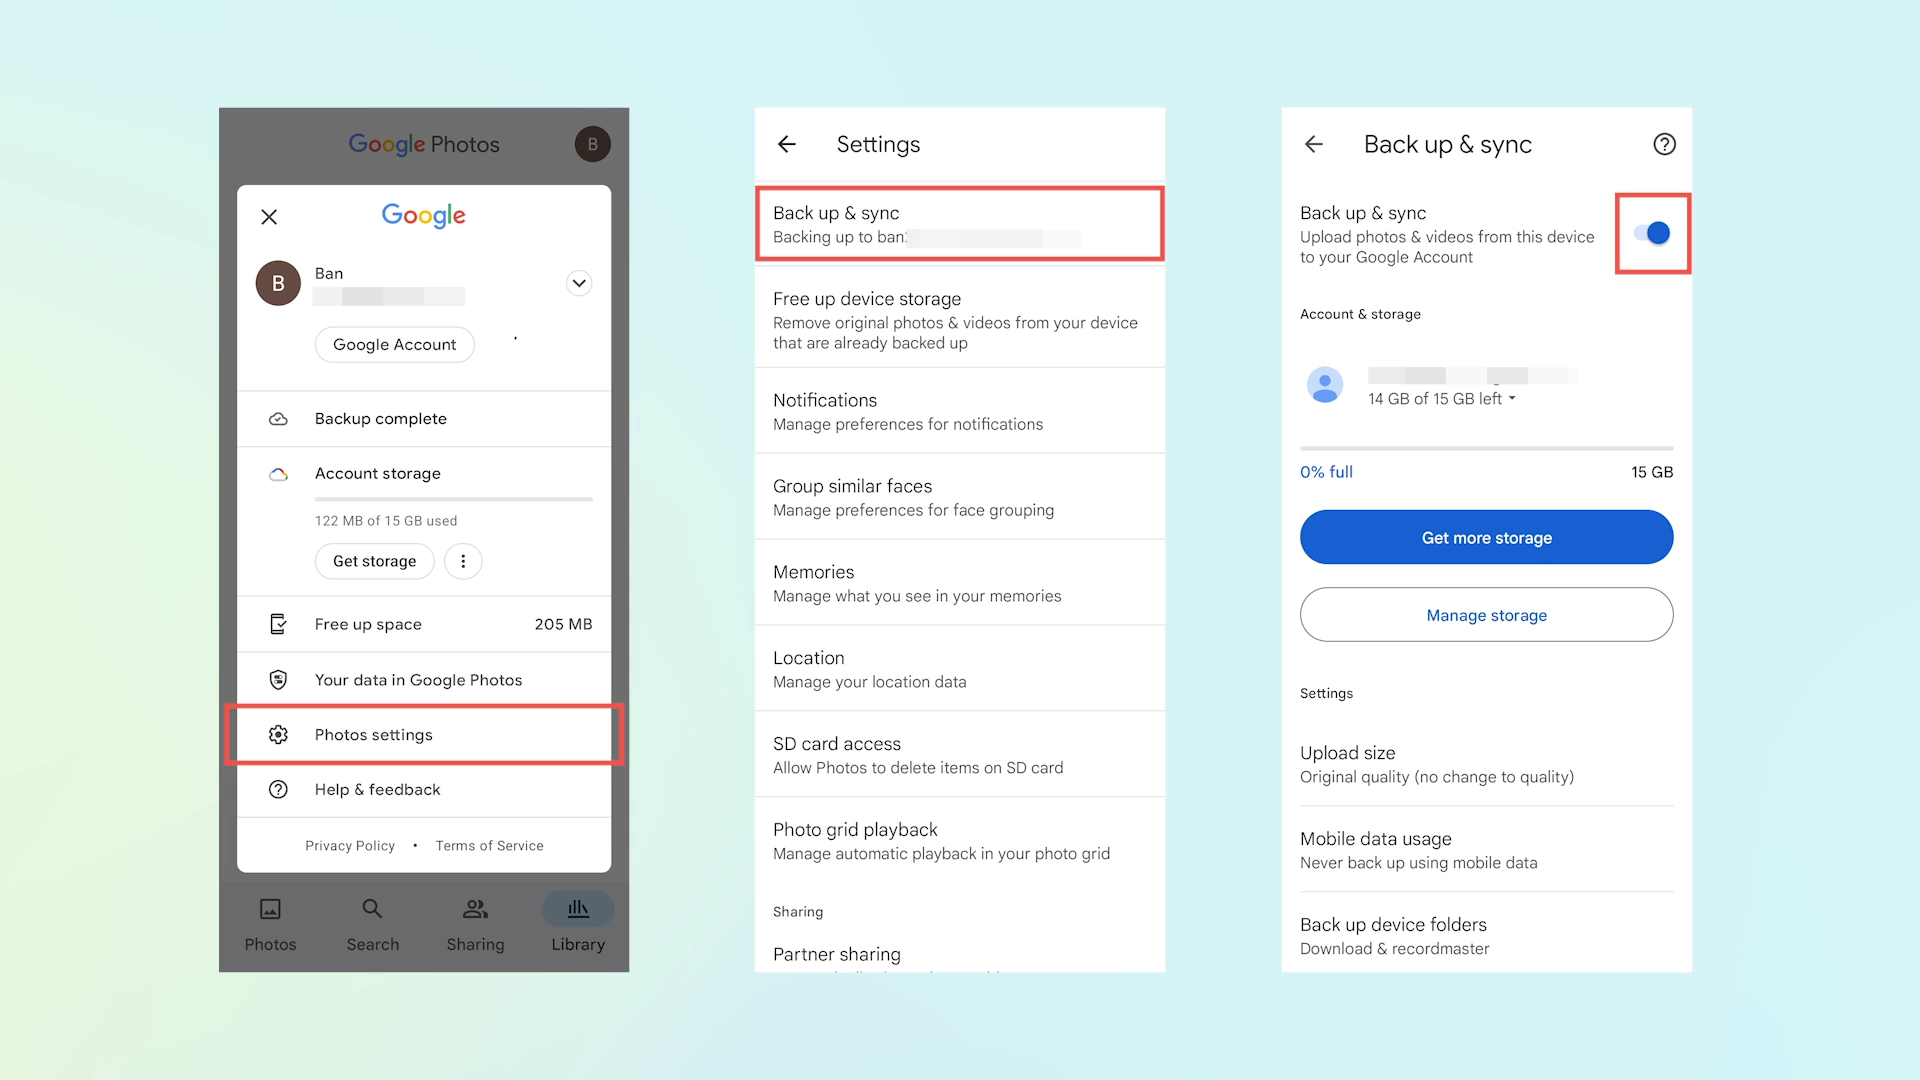 Google Photos
B
Google
B
Ban
Google Account
Backup complete
Account storage
122 MB of 15 GB used
Get storage
Free up space 205 MB
Your data in Google Photos
Photos settings
Help & feedback
Privacy Policy • Terms of Service
Photos Search Sharing Library
Settings
Back up & sync
Backing up to ban
Free up device storage
Remove original photos & videos from your device
that are already backed up
Notifications
Manage preferences for notifications
Group similar faces
Manage preferences for face grouping
Memories
Manage what you see in your memories
Location
Manage your location data
SD card access
Allow Photos to delete items on SD card
Photo grid playback
Manage automatic playback in your photo grid
Sharing
Partner sharing
Back up & sync
Back up & sync
Upload photos & videos from this device
to your Google Account
Account & storage
14 GB of 15 GB left
0% full 15 GB
Get more storage
Manage storage
Settings
Upload size
Original quality (no change to quality)
Mobile data usage
Never back up using mobile data
Back up device folders
Download & recordmaster